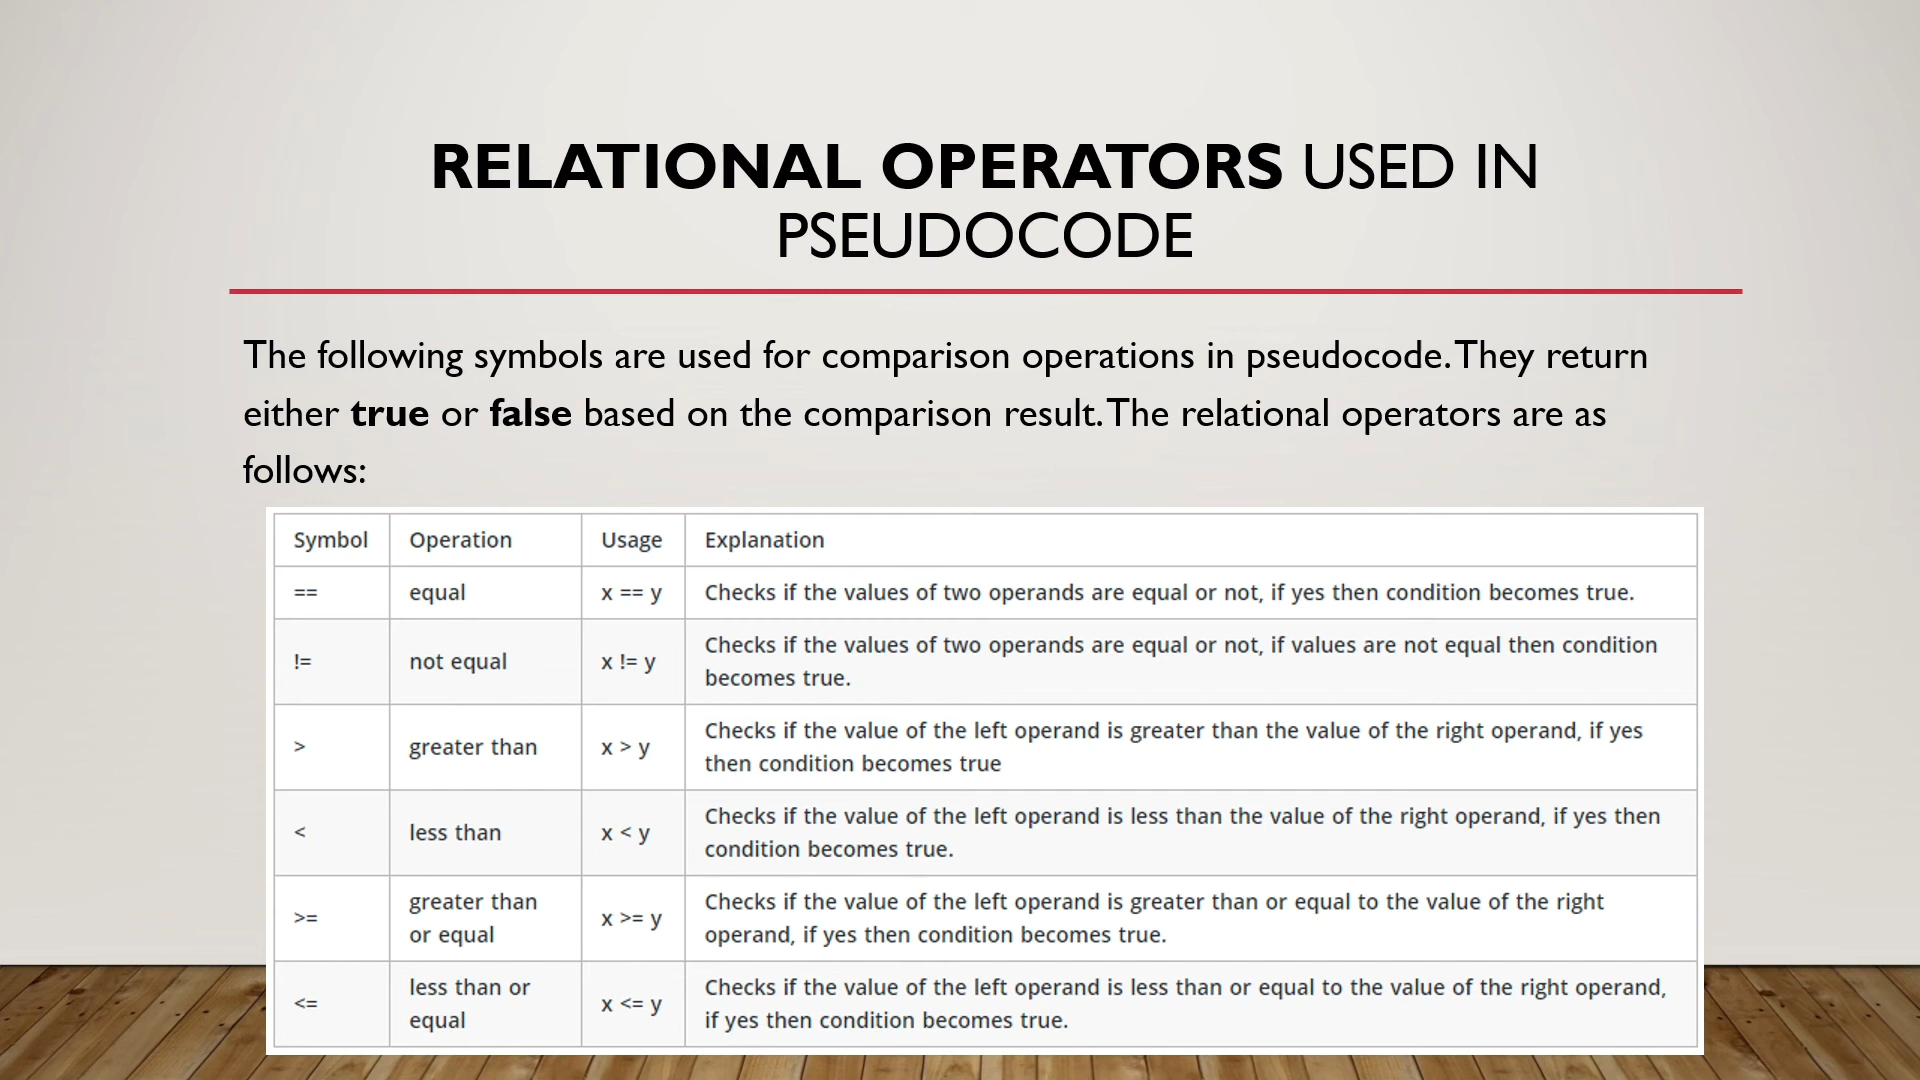 RELATIONAL OPERATORS USED IN
PSEUDOCODE
The following symbols are used for comparison operations in pseudocode. They return
either true or false based on the comparison result. The relational operators are as
follows:
Symbol Operation Usage Explanation
== equal x == y Checks if the values of two operands are equal or not, if yes then condition becomes true.
!= not equal x != y Checks if the values of two operands are equal or not, if values are not equal then condition
becomes true.
> greater than x > y Checks if the value of the left operand is greater than the value of the right operand, if yes
then condition becomes true
< less than x < y Checks if the value of the left operand is less than the value of the right operand, if yes then
condition becomes true.
>= greater than
or equal x >= y Checks if the value of the left operand is greater than or equal to the value of the right
operand, if yes then condition becomes true.
<= less than or
equal x <= y Checks if the value of the left operand is less than or equal to the value of the right operand,
if yes then condition becomes true.